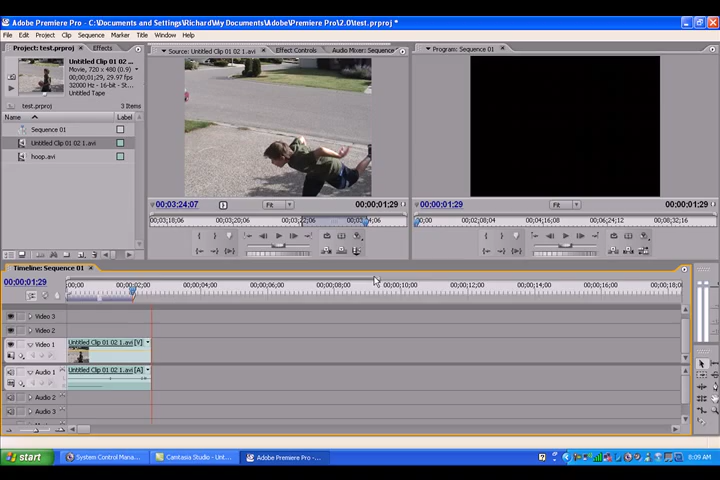 Adobe Premiere Pro - C:\Documents and Settings\Richard\My Documents\Adobe\Premiere Pro\2.0\test.prproj *
File Edit Project Clip Sequence Marker Title Window Help
Project: test.prproj Effects
Untitled Clip 01 02 ...
Movie, 720 x 480 (0.9)
00;00;01;29, 29.97 fps
32000 Hz - 16-bit - St...
Untitled Tape
test.prproj 3 Items
Name Label
Sequence 01
Untitled Clip 01 02 1.avi
hoop.avi
Source: Untitled Clip 01 02 1.avi Effect Controls Audio Mixer: Sequence
00;03;24;07 Fit 00;00;01;29
00;03;18;06 00;03;20;06 00;03;22;06
Program: Sequence 01
00;00;01;29 Fit 00;00;01;29
00;00 00;02;08;04 00;04;16;08 00;06;24;12 00;08;32;16
Timeline: Sequence 01
00;00;01;29
00;00 00;00;02;00 00;00;04;00 00;00;06;00 00;00;08;00 00;00;10;00 00;00;12;00 00;00;14;00 00;00;16;00 00;00;18;0
Video 3
Video 2
Video 1 Untitled Clip 01 02 1.avi [V]
Audio 1 Untitled Clip 01 02 1.avi [A]
Audio 2
Audio 3
start System Control Mana... Camtasia Studio - Unt... Adobe Premiere Pro -... 8:09 AM